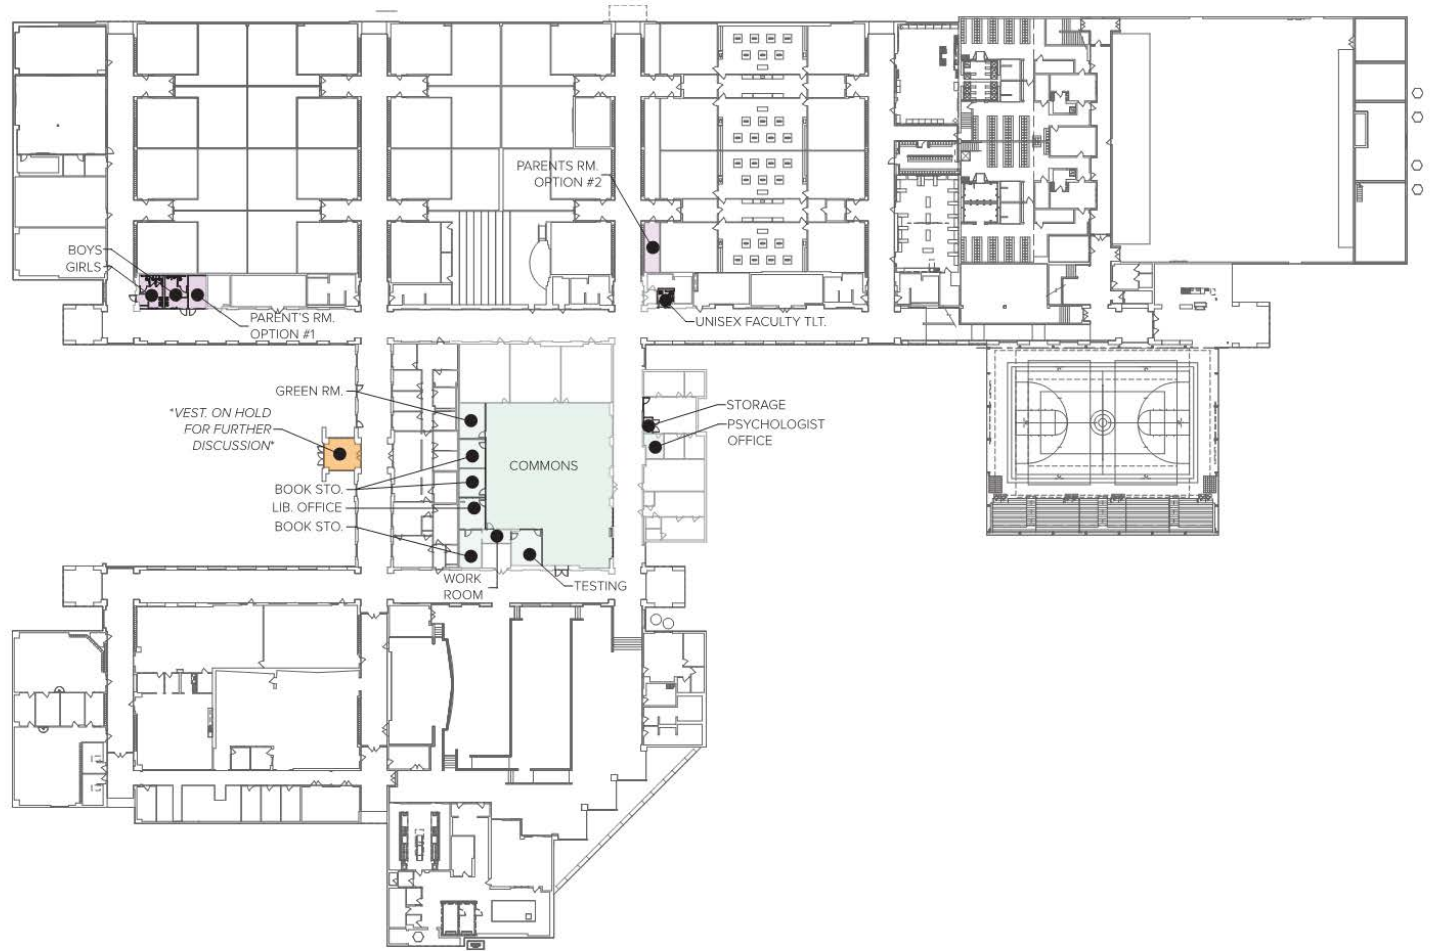 PARENTS RM.
OPTION #2
BOYS
GIRLS
PARENT'S RM.
OPTION #1
UNISEX FACULTY TLT.
GREEN RM.
*VEST. ON HOLD
FOR FURTHER
DISCUSSION*
STORAGE
PSYCHOLOGIST
OFFICE
COMMONS
BOOK STO.
LIB. OFFICE
BOOK STO.
WORK
ROOM
TESTING